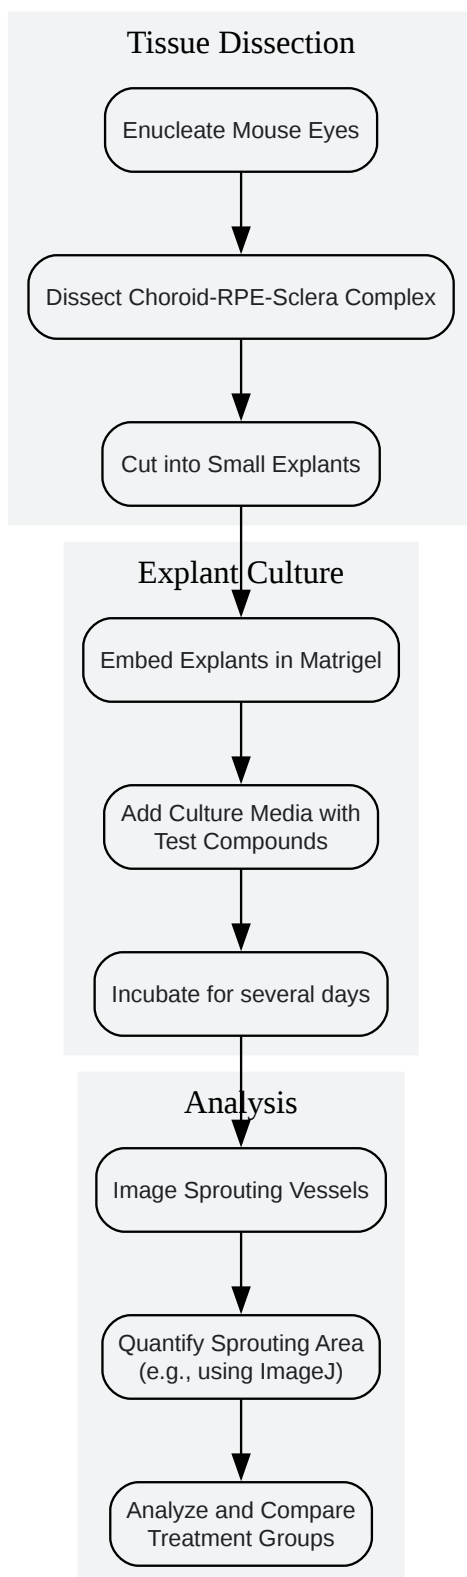 Tissue Dissection
Enucleate Mouse Eyes
Dissect Choroid-RPE-Sclera Complex
Cut into Small Explants
Explant Culture
Embed Explants in Matrigel
Add Culture Media with
Test Compounds
Incubate for several days
Analysis
Image Sprouting Vessels
Quantify Sprouting Area
(e.g., using ImageJ)
Analyze and Compare
Treatment Groups